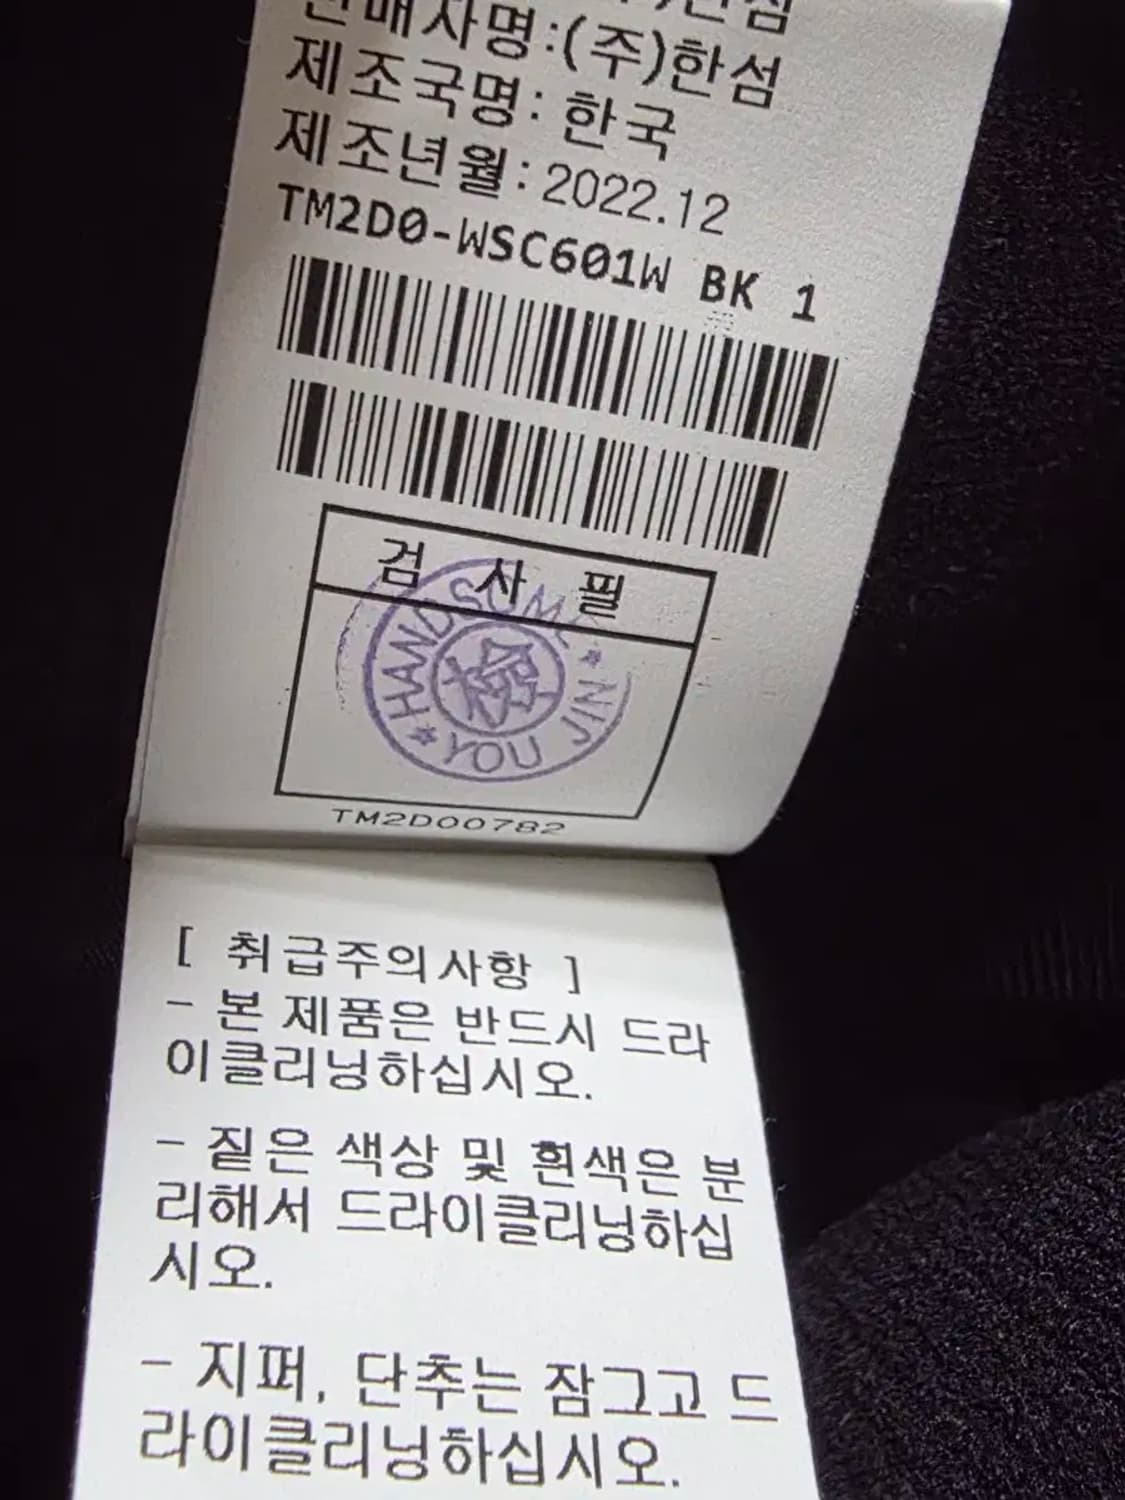 (주)한섬
판매자명:(주)한섬
제조국명: 한국
제조년월: 2022.12
TM2D0-WSC601W BK 1
검 사 필
HANDSOME
YOU JIN
TM2D00782
[ 취급주의사항 ]
- 본 제품은 반드시 드라
이클리닝하십시오.
- 짙은 색상 및 흰색은 분
리해서 드라이클리닝하십
시오.
- 지퍼, 단추는 잠그고 드
라이클리닝하십시오.